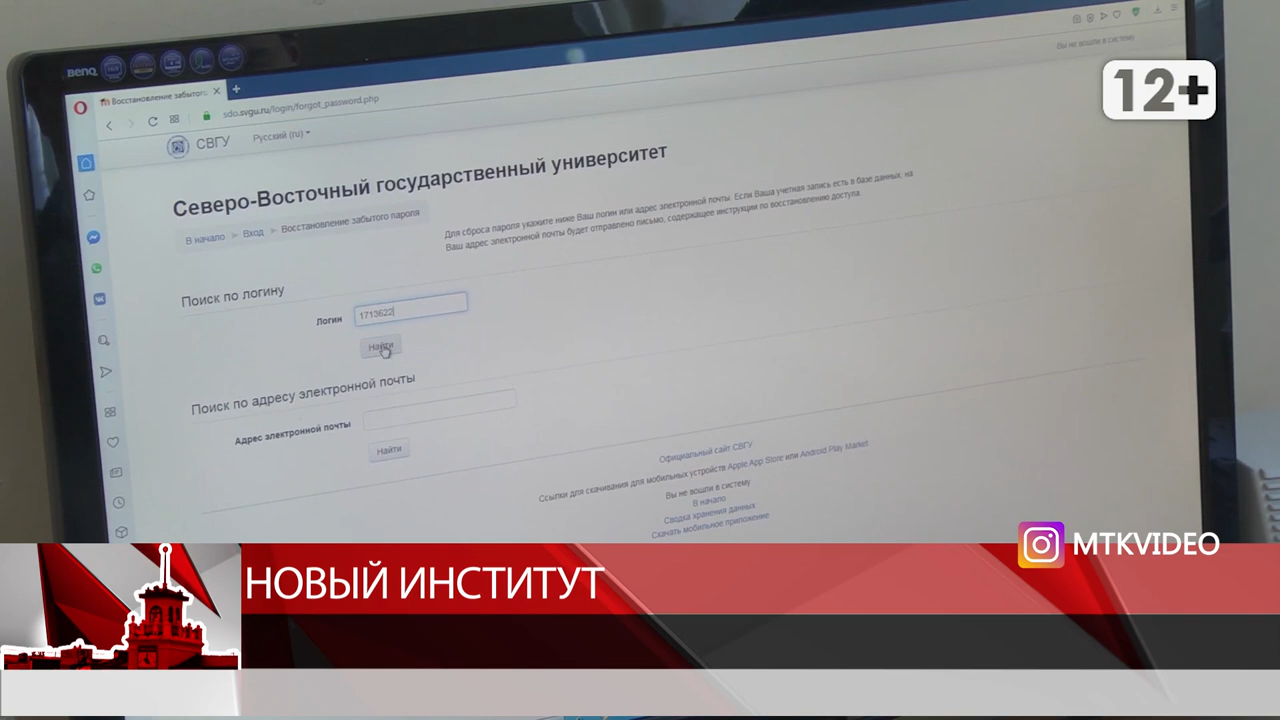 BenQ
Восстановление забытого
sdo.svgu.ru/login/forgot_password.php
Вы не вошли в систему
12+
СВГУ
Русский (ru)
Северо-Восточный государственный университет
В начало
Вход
Восстановление забытого пароля
Для сброса пароля укажите ниже Ваш логин или адрес электронной почты. Если Ваша учетная запись есть в базе данных, на
Ваш адрес электронной почты будет отправлено письмо, содержащее инструкции по восстановлению доступа.
Поиск по логину
Логин
1713622
Найти
Поиск по адресу электронной почты
Адрес электронной почты
Найти
Официальный сайт СВГУ
Ссылки для скачивания для мобильных устройств Apple App Store или Android Play Market
Вы не вошли в систему
В начало
Сводка хранения данных
Скачать мобильное приложение
MTKVIDEO
НОВЫЙ ИНСТИТУТ